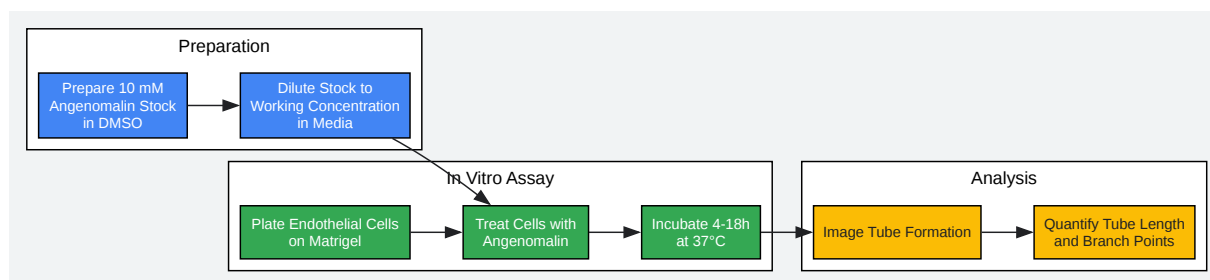 Preparation
Prepare 10 mM
Angenomalin Stock
in DMSO
Dilute Stock to
Working Concentration
in Media
In Vitro Assay
Plate Endothelial Cells
on Matrigel
Treat Cells with
Angenomalin
Incubate 4-18h
at 37°C
Analysis
Image Tube Formation
Quantify Tube Length
and Branch Points